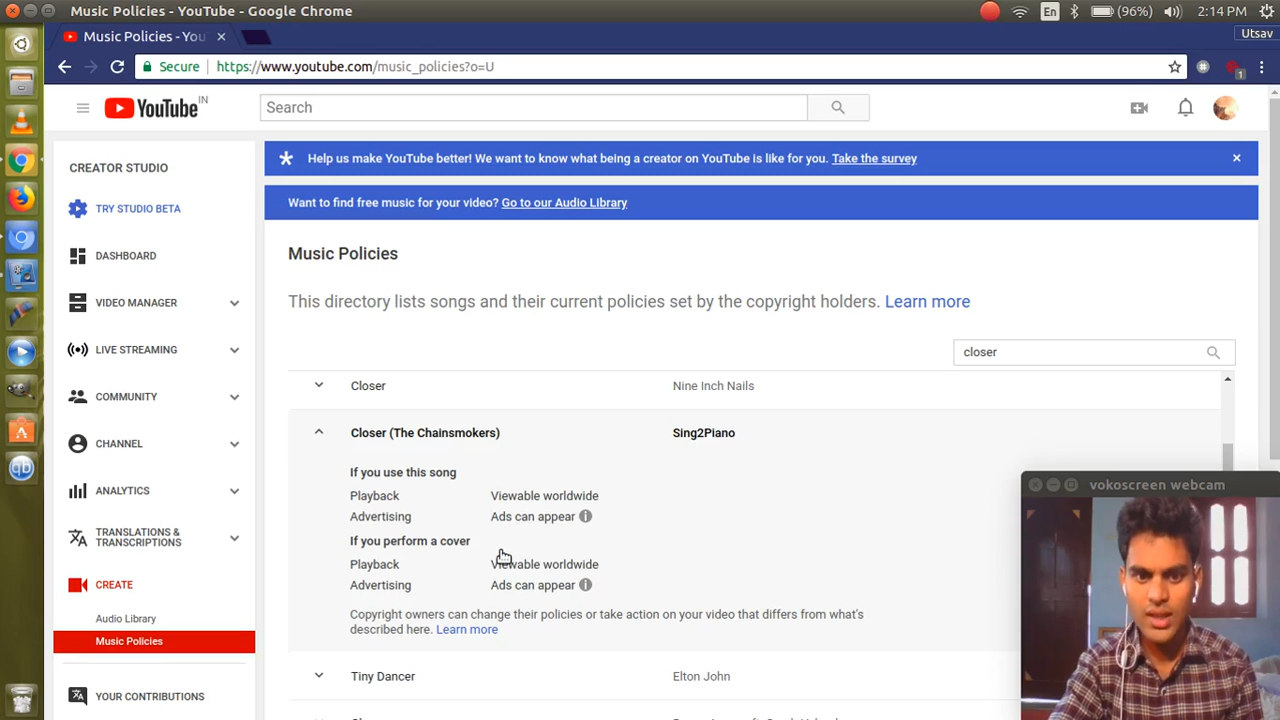 Music Policies - YouTube - Google Chrome
En
(96%)
2:14 PM
Music Policies - You
Utsav
Secure
https://www.youtube.com/music_policies?o=U
1
YouTube IN
Search
CREATOR STUDIO
TRY STUDIO BETA
DASHBOARD
VIDEO MANAGER
LIVE STREAMING
COMMUNITY
CHANNEL
ANALYTICS
TRANSLATIONS &
TRANSCRIPTIONS
CREATE
Audio Library
Music Policies
YOUR CONTRIBUTIONS
Help us make YouTube better! We want to know what being a creator on YouTube is like for you. Take the survey
Want to find free music for your video? Go to our Audio Library
Music Policies
This directory lists songs and their current policies set by the copyright holders. Learn more
closer
Closer Nine Inch Nails
Closer (The Chainsmokers) Sing2Piano
If you use this song
Playback Viewable worldwide
Advertising Ads can appear
If you perform a cover
Playback Viewable worldwide
Advertising Ads can appear
Copyright owners can change their policies or take action on your video that differs from what's
described here. Learn more
Tiny Dancer Elton John
vokoscreen webcam
qb